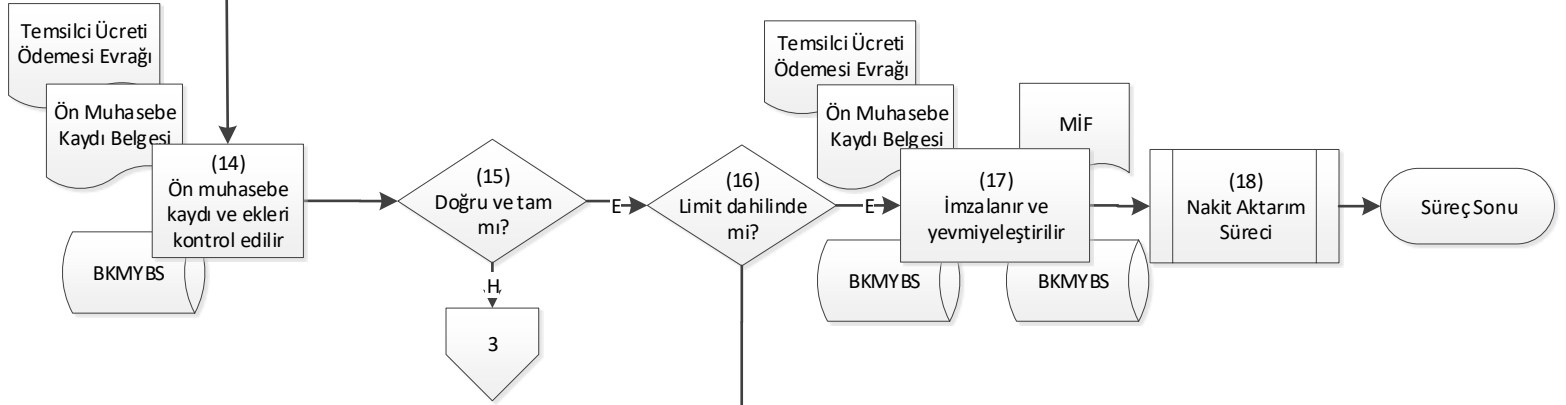 Temsilci Ücreti
Ödemesi Evrağı
Ön Muhasebe
Kaydı Belgesi
(14)
Ön muhasebe
kaydı ve ekleri
kontrol edilir
BKMYBS
(15)
Doğru ve tam
mı?
E
H
3
(16)
Limit dahilinde
mi?
E
Temsilci Ücreti
Ödemesi Evrağı
Ön Muhasebe
Kaydı Belgesi
MİF
(17)
İmzalanır ve
yevmiyeleştirilir
BKMYBS
BKMYBS
(18)
Nakit Aktarım
Süreci
Süreç Sonu